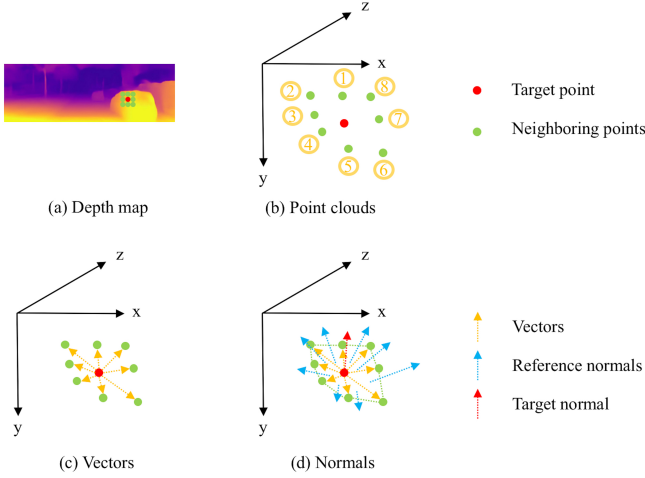 z
x
y
① ② ③ ④ ⑤ ⑥ ⑦ ⑧
Target point
Neighboring points
(a) Depth map
(b) Point clouds
z
x
y
z
x
y
Vectors
Reference normals
Target normal
(c) Vectors
(d) Normals